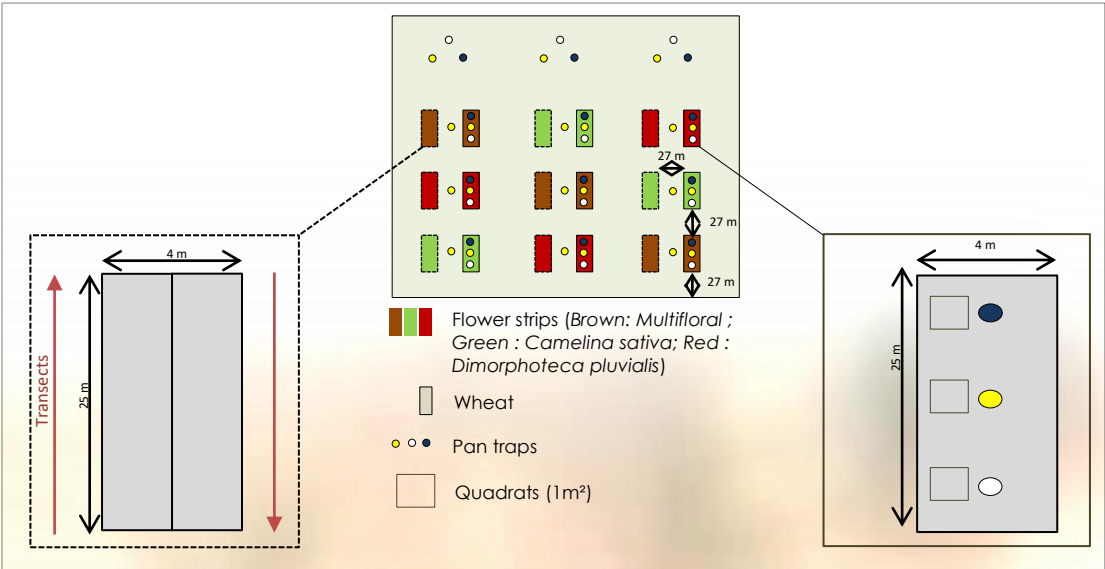 27 m
27 m
27 m
4 m
25 m
Transects
Flower strips (Brown: Multifloral ;
Green : Camelina sativa; Red :
Dimorphoteca pluvialis)
Wheat
Pan traps
Quadrats (1m²)
4 m
25 m